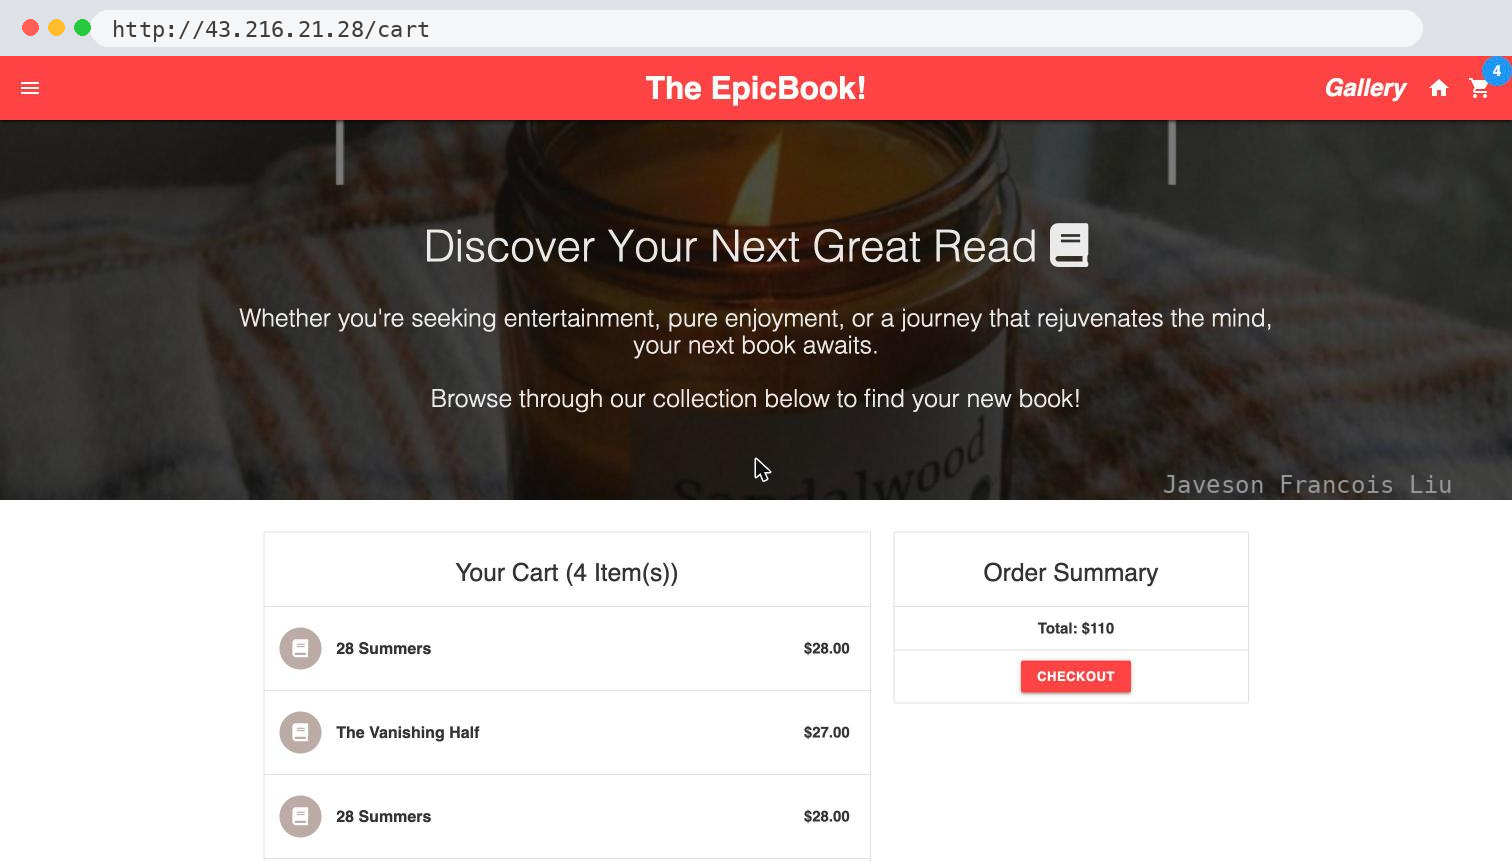 http://43.216.21.28/cart
The EpicBook!
Gallery
4
Discover Your Next Great Read
Whether you're seeking entertainment, pure enjoyment, or a journey that rejuvenates the mind,
your next book awaits.
Browse through our collection below to find your new book!
Sandalwood
Javeson Francois Liu
Your Cart (4 Item(s))
28 Summers
$28.00
The Vanishing Half
$27.00
28 Summers
$28.00
Order Summary
Total: $110
CHECKOUT